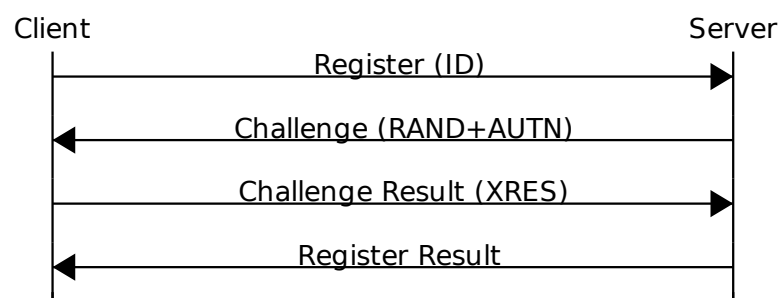 Client Server
Register (ID)
Challenge (RAND+AUTN)
Challenge Result (XRES)
Register Result